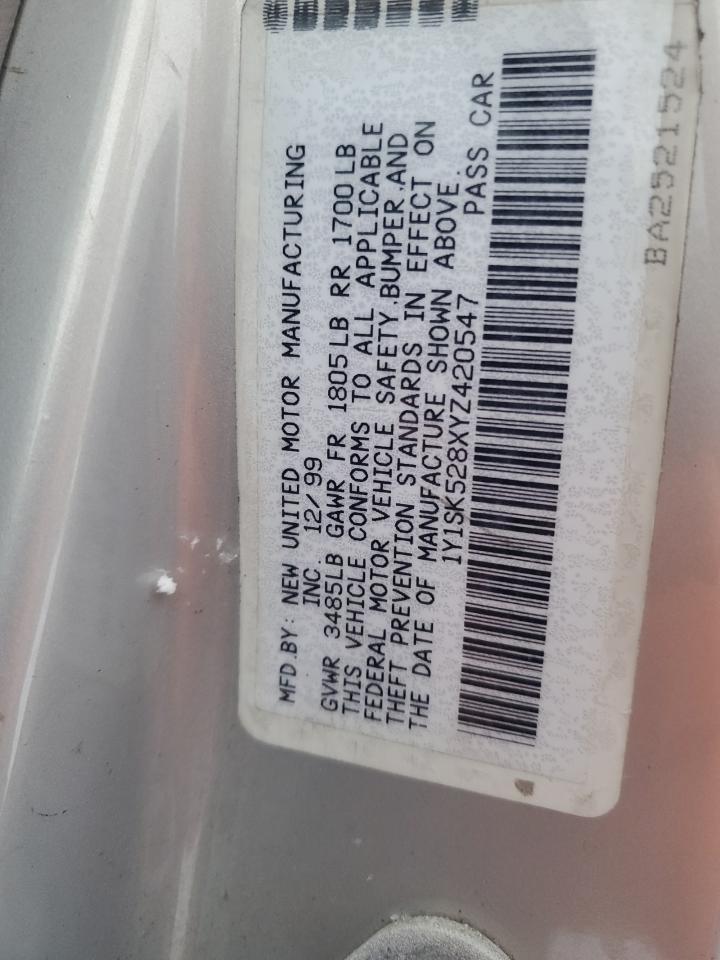 MFD.BY: NEW UNITED MOTOR MANUFACTURING
INC. 12/99
GVWR 3485LB GAWR FR 1805LB RR 1700LB
THIS VEHICLE CONFORMS TO ALL APPLICABLE
FEDERAL MOTOR VEHICLE SAFETY,BUMPER,AND
THEFT PREVENTION STANDARDS IN EFFECT ON
THE DATE OF MANUFACTURE SHOWN ABOVE.
1Y1SK528XYZ420547 PASS CAR
BA2521524